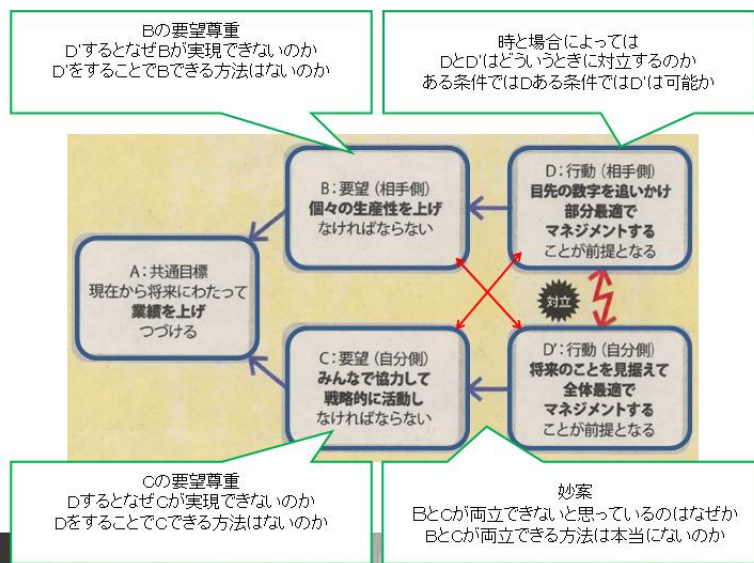 Bの要望尊重
D'するとなぜBが実現できないのか
D'をすることでBできる方法はないのか
時と場合によっては
DとD'はどういうときに対立するのか
ある条件ではDある条件ではD'は可能か
B:要望(相手側)
個々の生産性を上げ
なければならない
D:行動(相手側)
目先の数字を追いかけ
部分最適で
マネジメントする
ことが前提となる
A:共通目標
現在から将来にわたって
業績を上げ
つづける
対立
C:要望(自分側)
みんなで協力して
戦略的に活動し
なければならない
D':行動(自分側)
将来のことを見据えて
全体最適で
マネジメントする
ことが前提となる
Cの要望尊重
DするとなぜCが実現できないのか
DをすることでCできる方法はないのか
妙案
BとCが両立できないと思っているのはなぜか
BとCが両立できる方法は本当にないのか